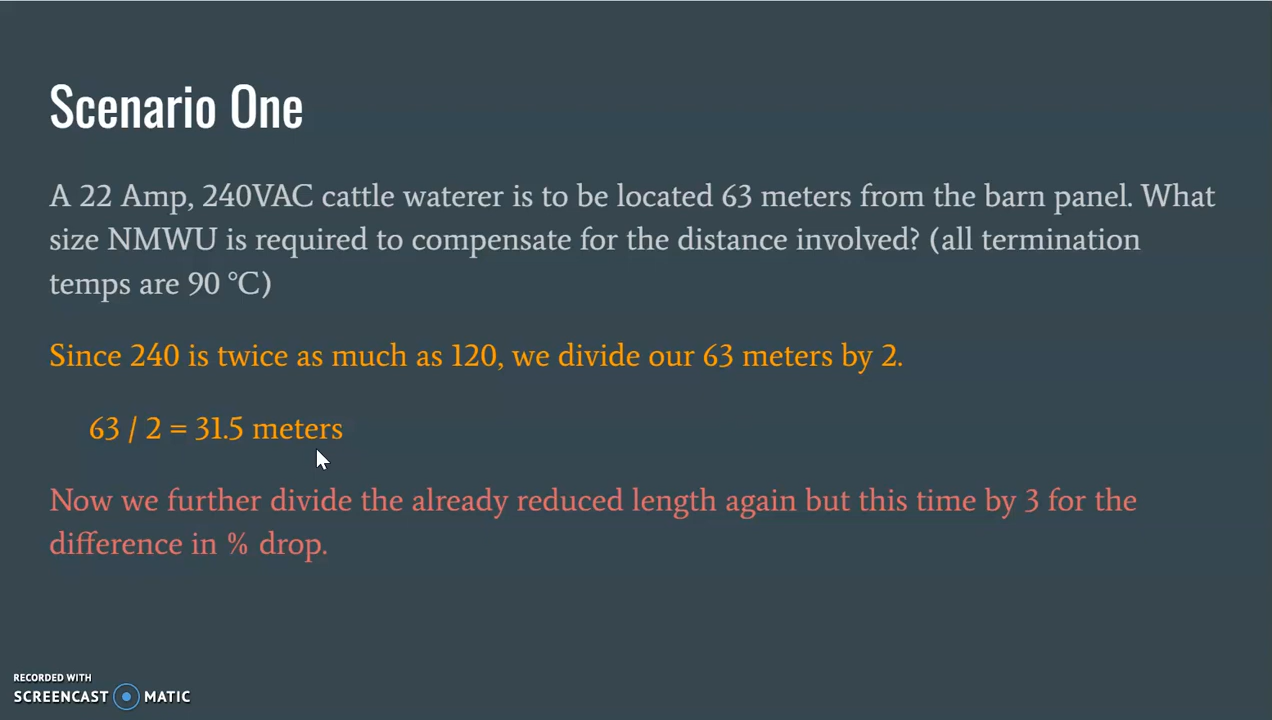 Scenario One
A 22 Amp, 240VAC cattle waterer is to be located 63 meters from the barn panel. What
size NMWU is required to compensate for the distance involved? (all termination
temps are 90 °C)
Since 240 is twice as much as 120, we divide our 63 meters by 2.
63 / 2 = 31.5 meters
Now we further divide the already reduced length again but this time by 3 for the
difference in % drop.
RECORDED WITH
SCREENCAST MATIC